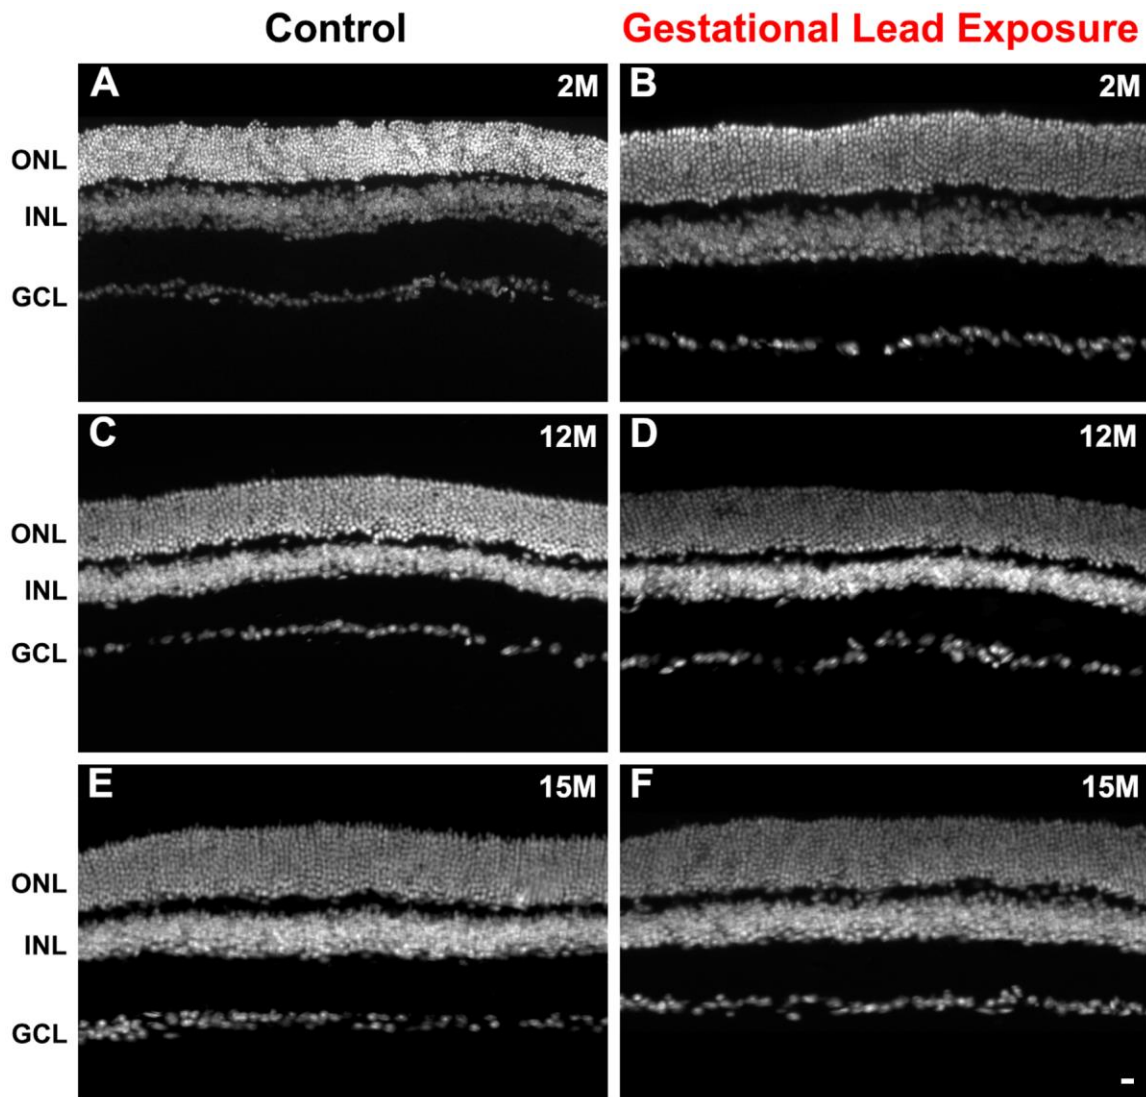 Control
Gestational Lead Exposure
A 2M
B 2M
ONL
INL
GCL
C 12M
D 12M
ONL
INL
GCL
E 15M
F 15M
ONL
INL
GCL